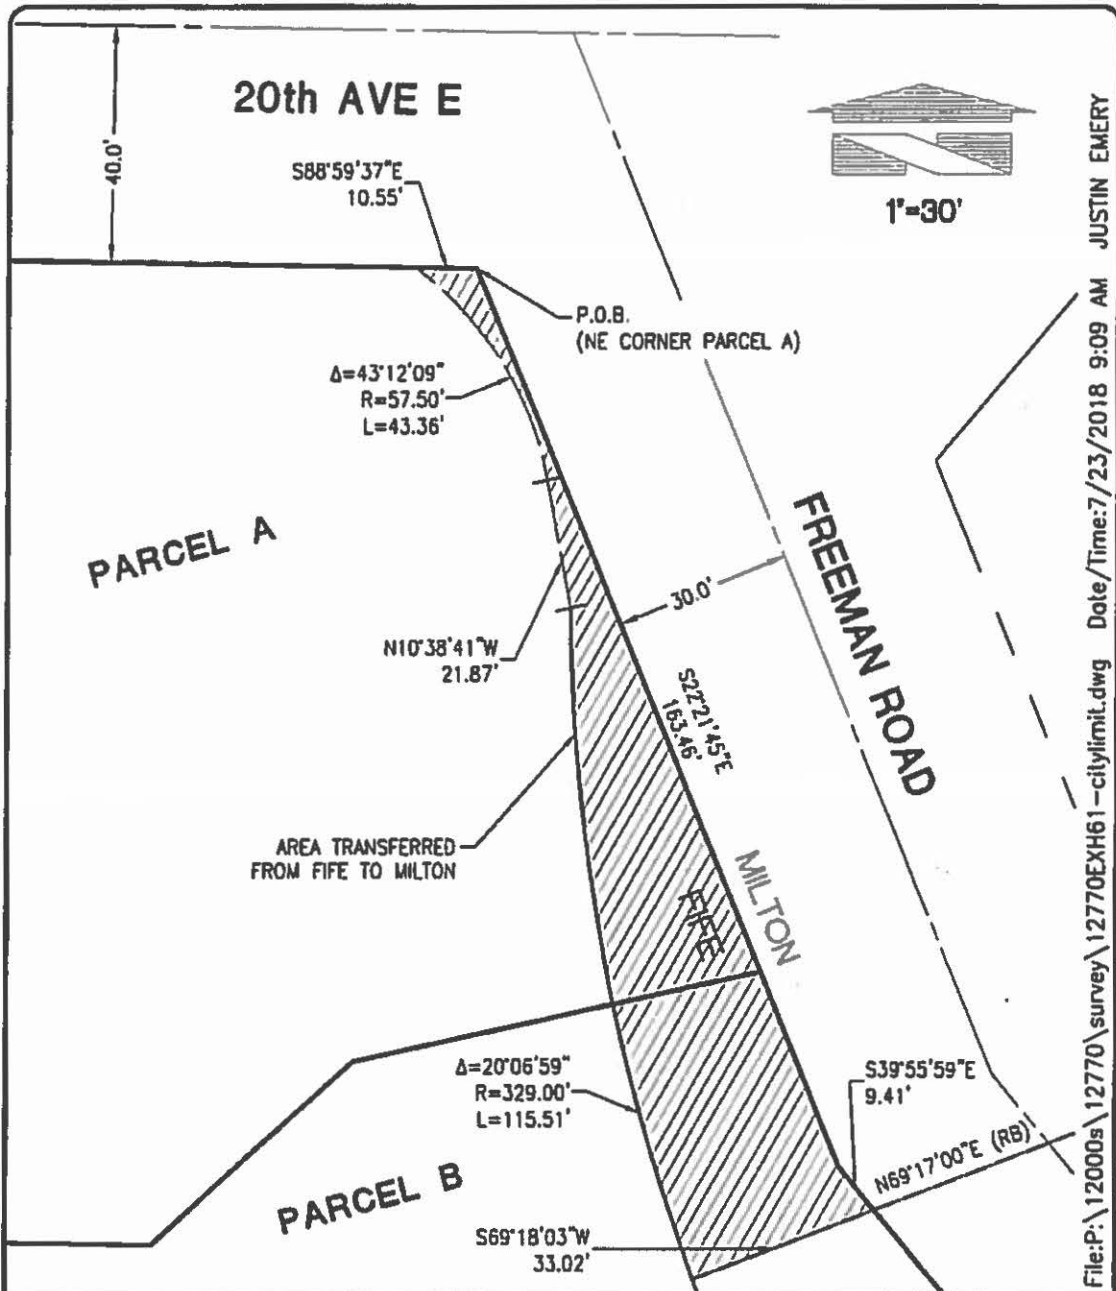 20th AVE E
40.0'
S88°59'37"E
10.55'
1"=30'
P.O.B.
(NE CORNER PARCEL A)
Δ=43°12'09"
R=57.50'
L=43.36'
PARCEL A
FREEMAN ROAD
30.0'
N10°38'41"W
21.87'
S22°21'45"E
163.46'
AREA TRANSFERRED
FROM FIFE TO MILTON
MILTON
FIFE
Δ=20°06'59"
R=329.00'
L=115.51'
S39°55'59"E
9.41'
N69°17'00"E (RB)
PARCEL B
S69°18'03"W
33.02'
File:P:\12000s\12770\survey\12770EXH61-citylimit.dwg Date/Time:7/23/2018 9:09 AM JUSTIN EMERY